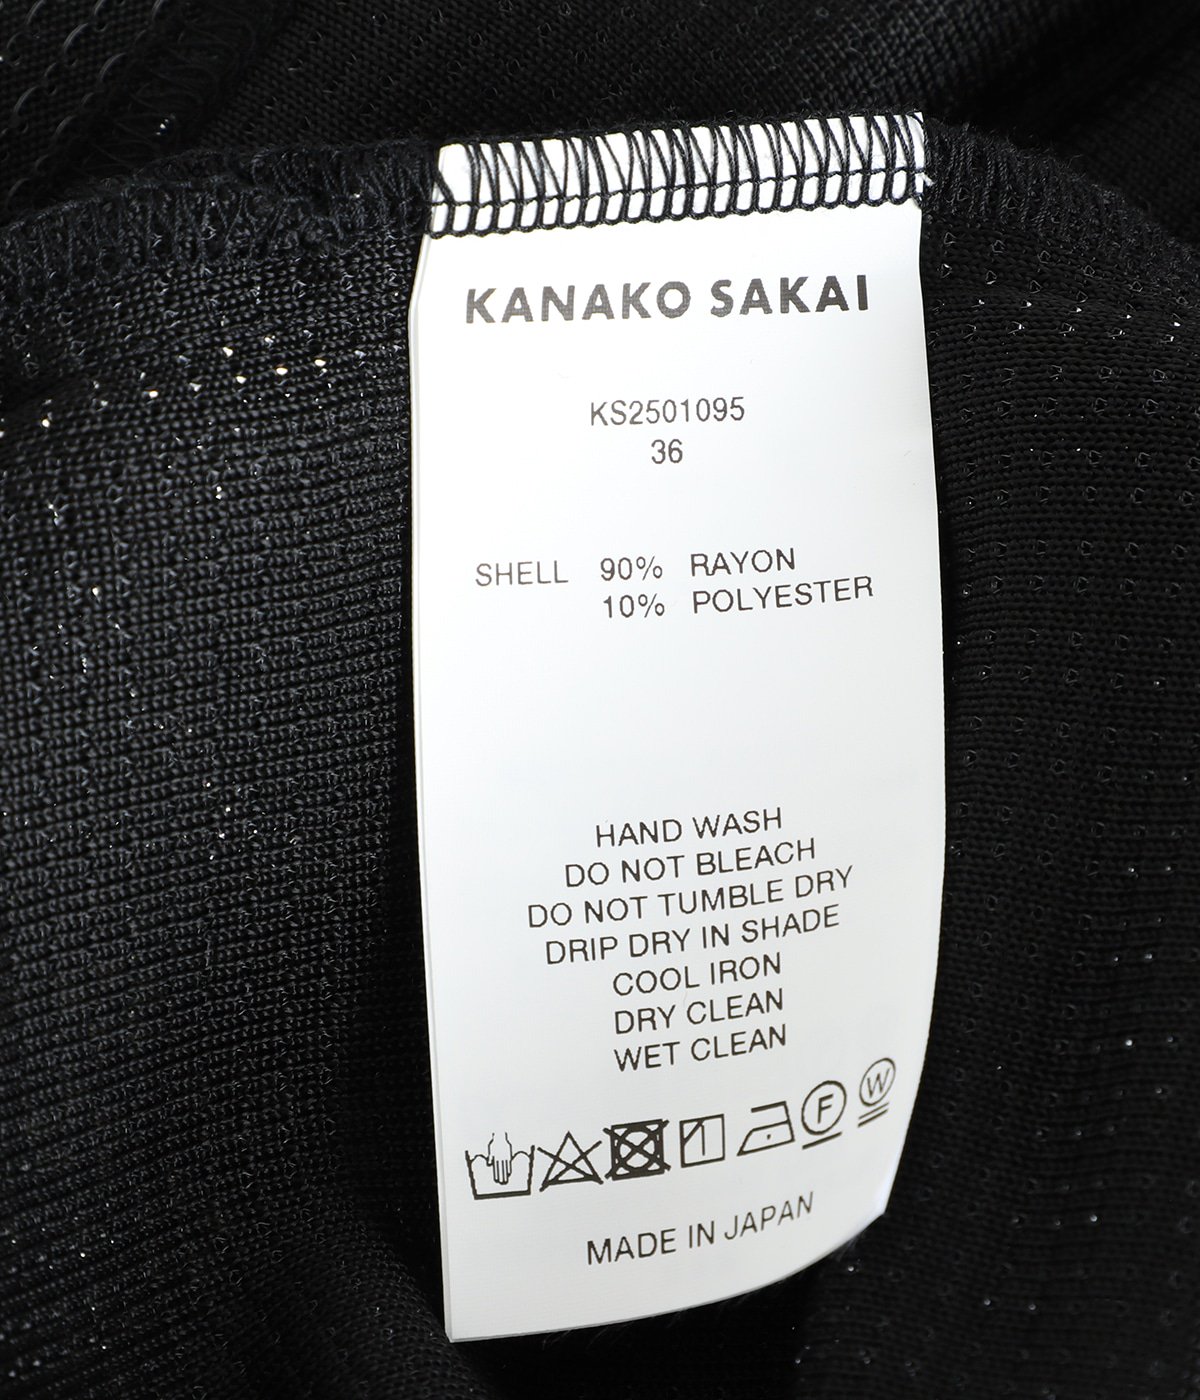 KANAKO SAKAI
KS2501095
36
SHELL 90% RAYON
10% POLYESTER
HAND WASH
DO NOT BLEACH
DO NOT TUMBLE DRY
DRIP DRY IN SHADE
COOL IRON
DRY CLEAN
WET CLEAN
F W
MADE IN JAPAN